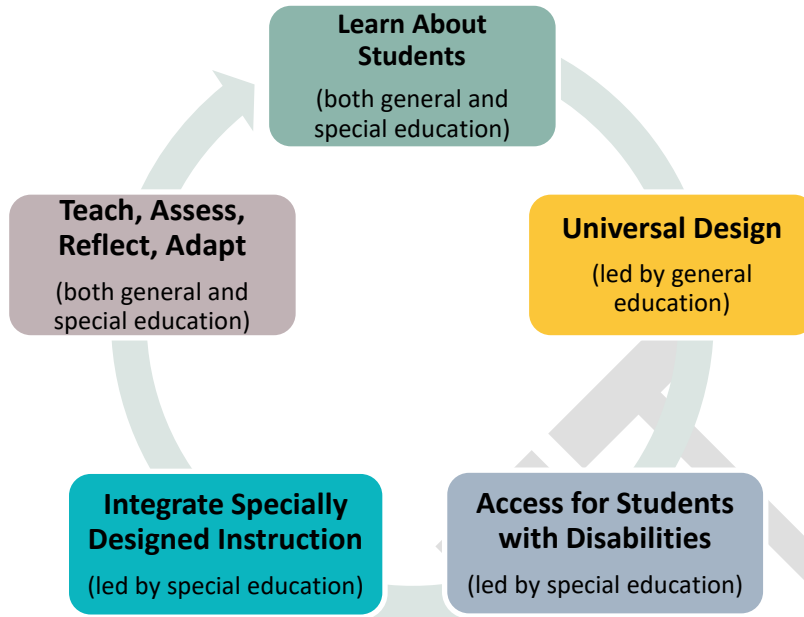 Learn About
Students
(both general and
special education)
Universal Design
(led by general
education)
Access for Students
with Disabilities
(led by special education)
Integrate Specially
Designed Instruction
(led by special education)
Teach, Assess,
Reflect, Adapt
(both general and
special education)